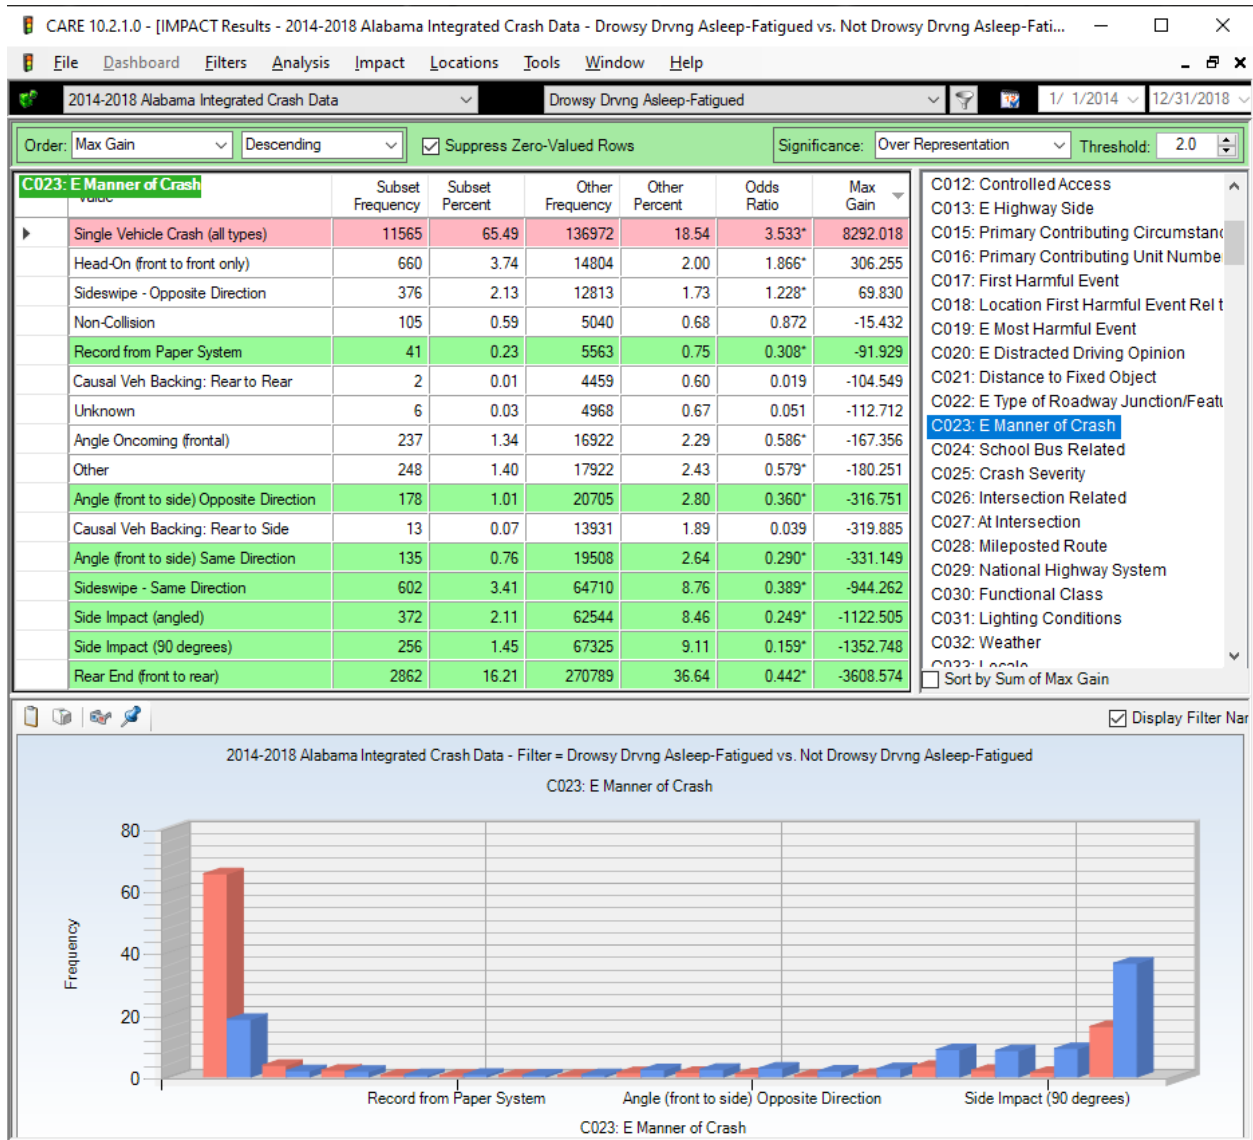 CARE 10.2.1.0 - [IMPACT Results - 2014-2018 Alabama Integrated Crash Data - Drowsy Drvng Asleep-Fatigued vs. Not Drowsy Drvng Asleep-Fati...
File Dashboard Filters Analysis Impact Locations Tools Window Help
2014-2018 Alabama Integrated Crash Data Drowsy Drvng Asleep-Fatigued 1/ 1/2014 12/31/2018
Order: Max Gain Descending Suppress Zero-Valued Rows Significance: Over Representation Threshold: 2.0
C023: E Manner of Crash
Subset Frequency Subset Percent Other Frequency Other Percent Odds Ratio Max Gain
Single Vehicle Crash (all types) 11565 65.49 136972 18.54 3.533* 8292.018
Head-On (front to front only) 660 3.74 14804 2.00 1.866* 306.255
Sideswipe - Opposite Direction 376 2.13 12813 1.73 1.228* 69.830
Non-Collision 105 0.59 5040 0.68 0.872 -15.432
Record from Paper System 41 0.23 5563 0.75 0.308* -91.929
Causal Veh Backing: Rear to Rear 2 0.01 4459 0.60 0.019 -104.549
Unknown 6 0.03 4968 0.67 0.051 -112.712
Angle Oncoming (frontal) 237 1.34 16922 2.29 0.586* -167.356
Other 248 1.40 17922 2.43 0.579* -180.251
Angle (front to side) Opposite Direction 178 1.01 20705 2.80 0.360* -316.751
Causal Veh Backing: Rear to Side 13 0.07 13931 1.89 0.039 -319.885
Angle (front to side) Same Direction 135 0.76 19508 2.64 0.290* -331.149
Sideswipe - Same Direction 602 3.41 64710 8.76 0.389* -944.262
Side Impact (angled) 372 2.11 62544 8.46 0.249* -1122.505
Side Impact (90 degrees) 256 1.45 67325 9.11 0.159* -1352.748
Rear End (front to rear) 2862 16.21 270789 36.64 0.442* -3608.574
C012: Controlled Access
C013: E Highway Side
C015: Primary Contributing Circumstanc
C016: Primary Contributing Unit Numbe
C017: First Harmful Event
C018: Location First Harmful Event Rel t
C019: E Most Harmful Event
C020: E Distracted Driving Opinion
C021: Distance to Fixed Object
C022: E Type of Roadway Junction/Featu
C023: E Manner of Crash
C024: School Bus Related
C025: Crash Severity
C026: Intersection Related
C027: At Intersection
C028: Mileposted Route
C029: National Highway System
C030: Functional Class
C031: Lighting Conditions
C032: Weather
C033: Locale
Sort by Sum of Max Gain
Display Filter Nar
2014-2018 Alabama Integrated Crash Data - Filter = Drowsy Drvng Asleep-Fatigued vs. Not Drowsy Drvng Asleep-Fatigued
C023: E Manner of Crash
80
60
40
20
0
Frequency
Record from Paper System Angle (front to side) Opposite Direction Side Impact (90 degrees)
C023: E Manner of Crash